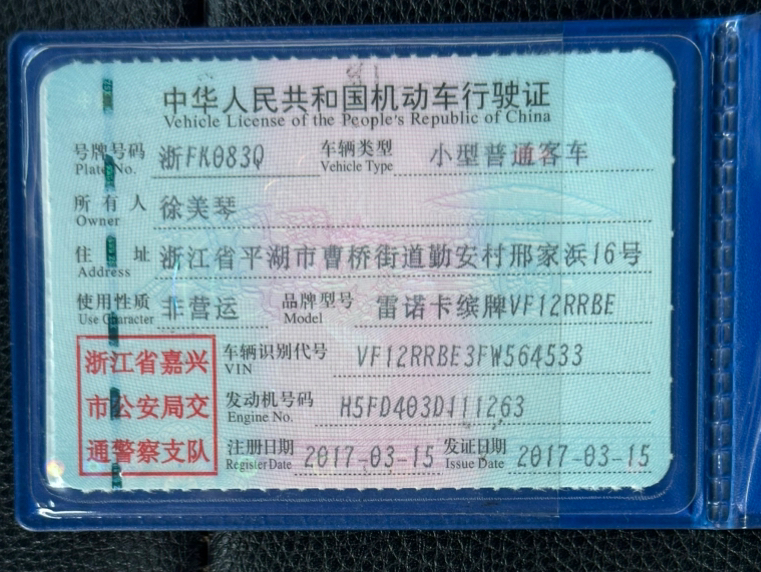 中华人民共和国机动车行驶证
Vehicle License of the People's Republic of China
号牌号码 浙FK083Q 车辆类型 小型普通客车
Plate No. Vehicle Type
所有人 徐美琴
Owner
住址 浙江省平湖市曹桥街道勤安村邢家浜16号
Address
使用性质 非营运 品牌型号 雷诺卡缤牌VF12RRBE
Use Character Model
浙江省嘉兴
市公安局交
通警察支队
车辆识别代号 VF12RRBE3FW564533
VIN
发动机号码 H5FD403D111263
Engine No.
注册日期 2017-03-15 发证日期 2017-03-15
Register Date Issue Date